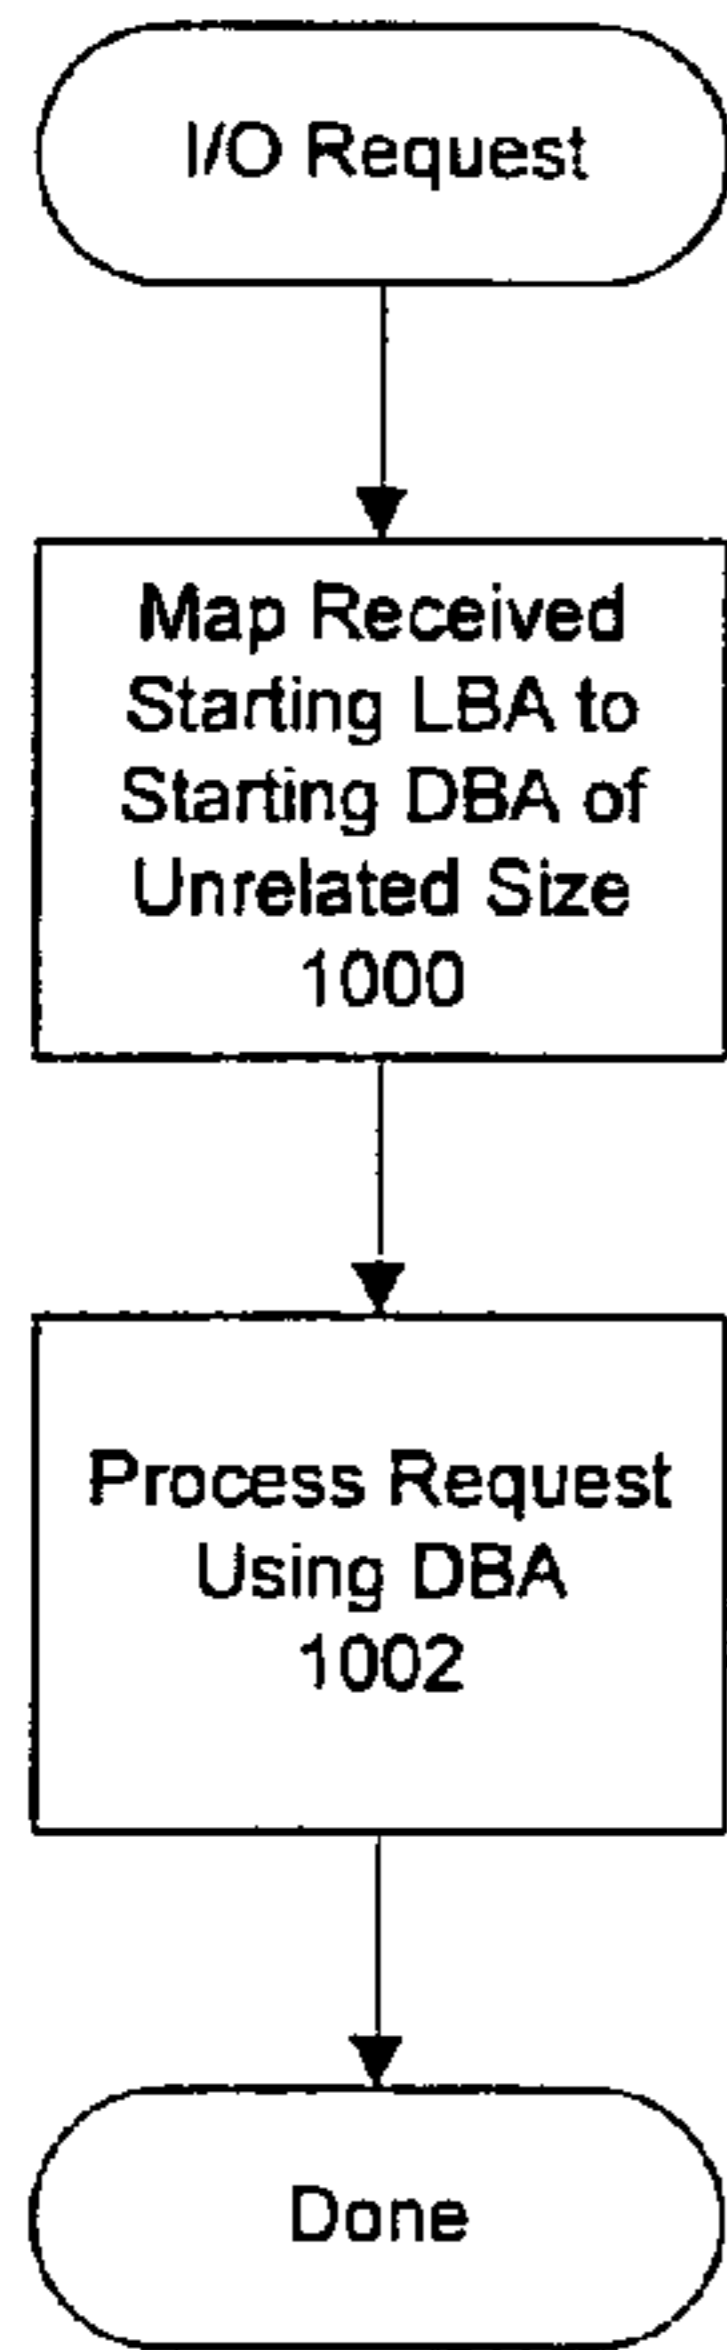 I/O Request
Map Received
Starting LBA to
Starting DBA of
Unrelated Size
1000
Process Request
Using DBA
1002
Done